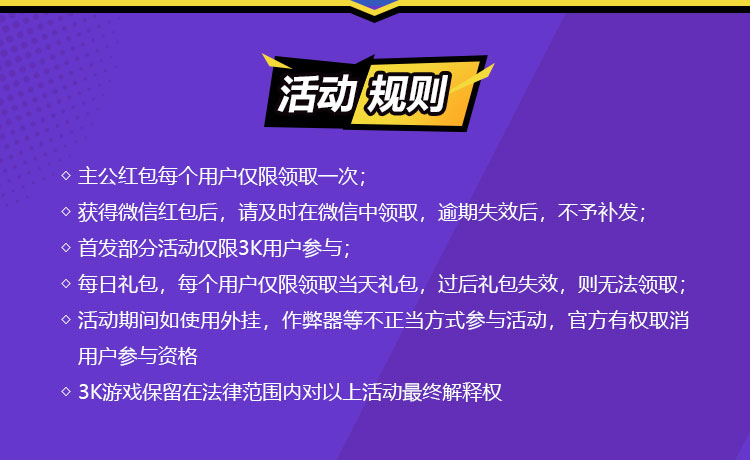 活动规则
◇ 主公红包每个用户仅限领取一次；
◇ 获得微信红包后，请及时在微信中领取，逾期失效后，不予补发；
◇ 首发部分活动仅限3K用户参与；
◇ 每日礼包，每个用户仅限领取当天礼包，过后礼包失效，则无法领取；
◇ 活动期间如使用外挂，作弊器等不正当方式参与活动，官方有权取消
用户参与资格
◇ 3K游戏保留在法律范围内对以上活动最终解释权